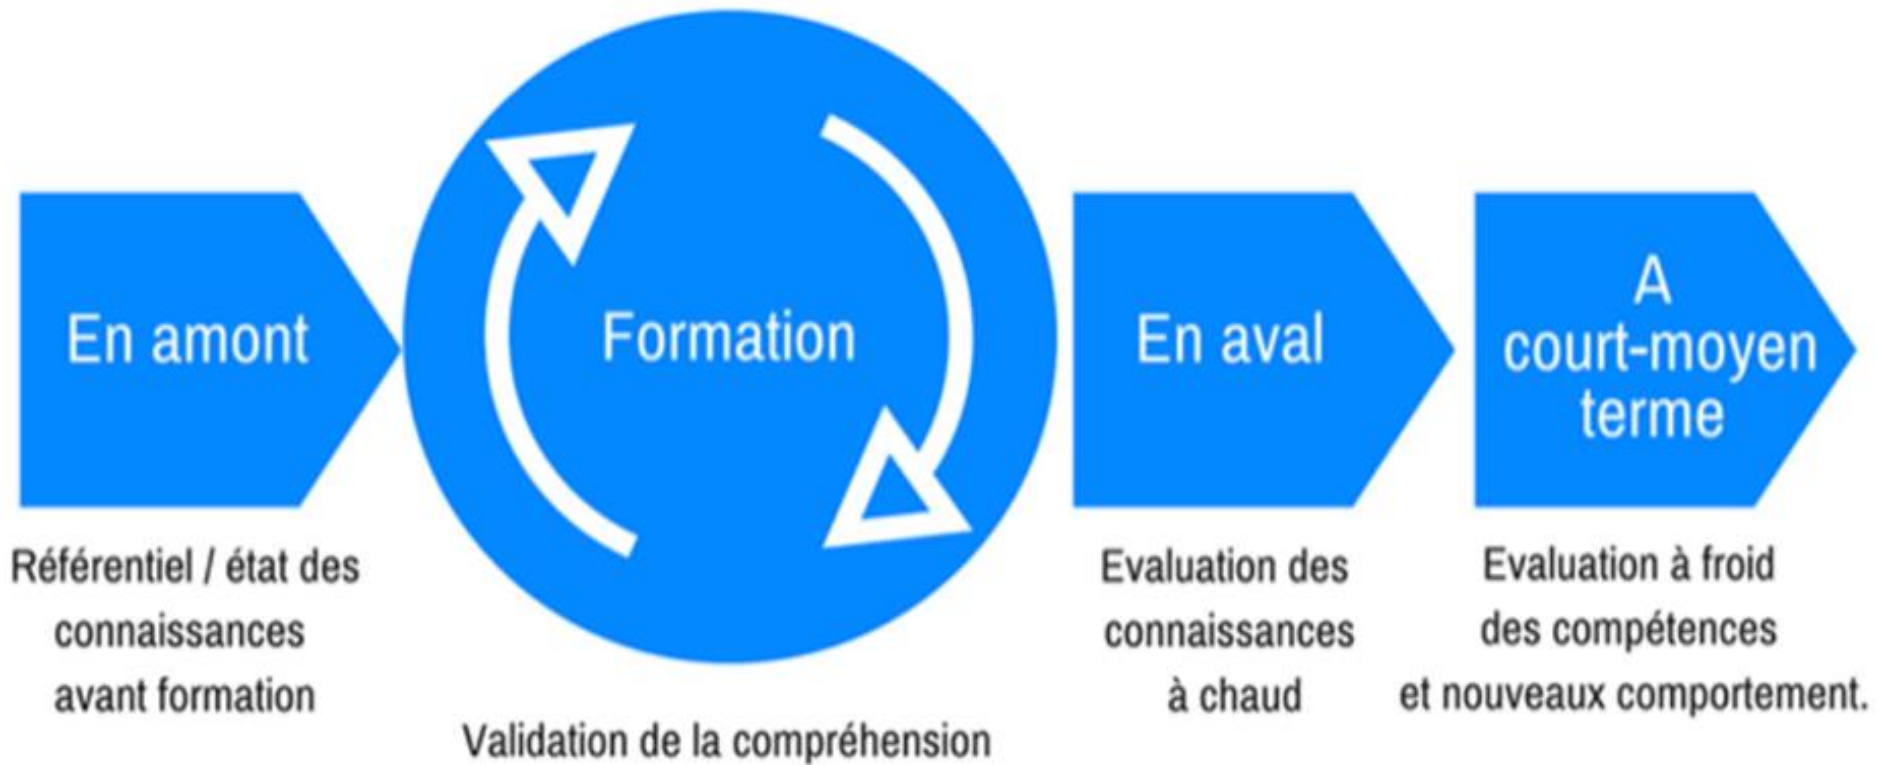 En amont
Référentiel / état des
connaissances
avant formation
Formation
Validation de la compréhension
En aval
Evaluation des
connaissances
à chaud
A
court-moyen
terme
Evaluation à froid
des compétences
et nouveaux comportement.